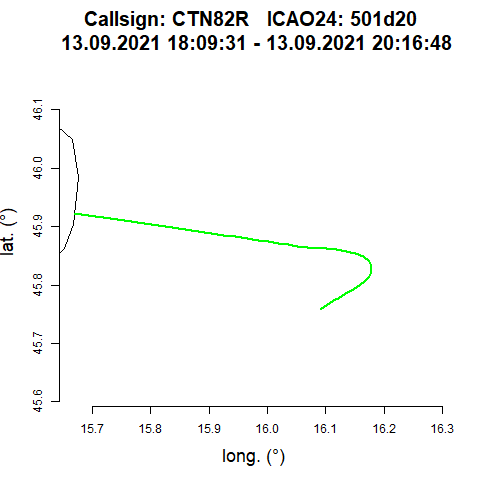 Callsign: CTN82R   ICAO24: 501d20
13.09.2021 18:09:31 - 13.09.2021 20:16:48
46.1
46.0
45.9
45.8
45.7
45.6
lat. (°)
15.7 15.8 15.9 16.0 16.1 16.2 16.3
long. (°)